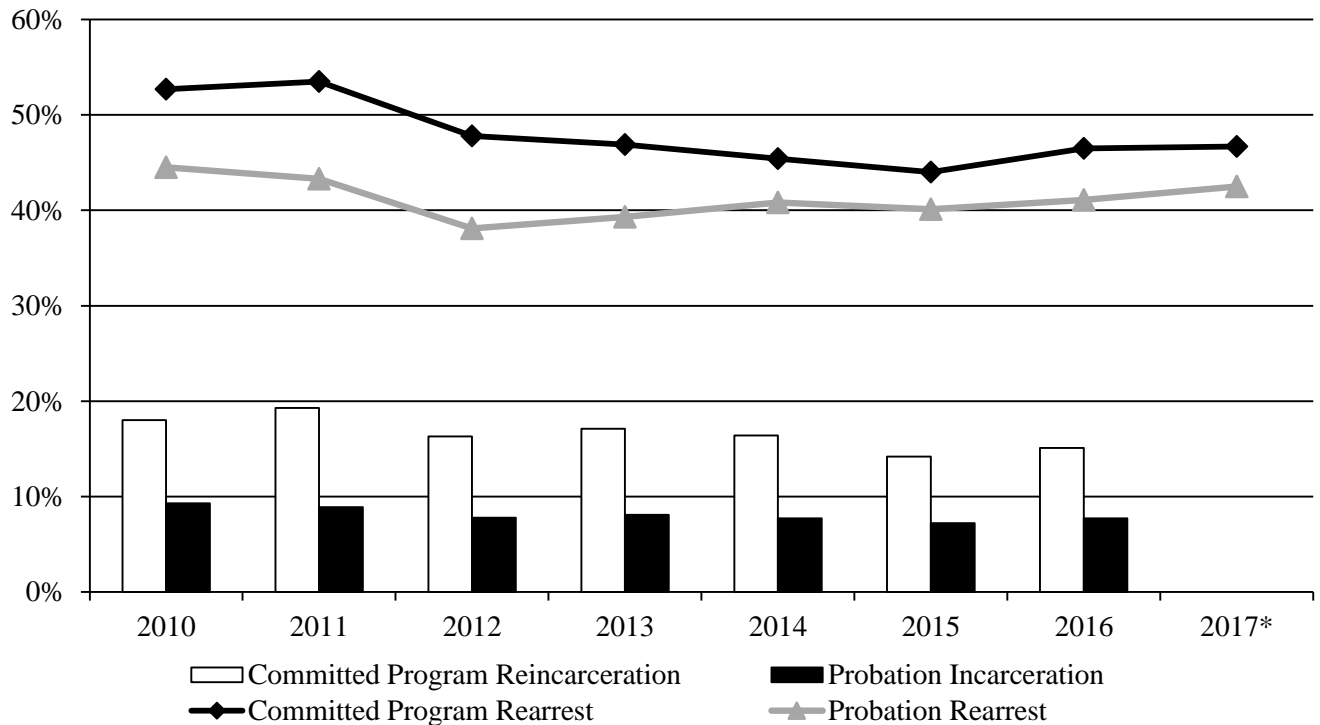 60%
50%
40%
30%
20%
10%
0%
2010 2011 2012 2013 2014 2015 2016 2017*
Committed Program Reincarceration Probation Incarceration
Committed Program Rearrest Probation Rearrest